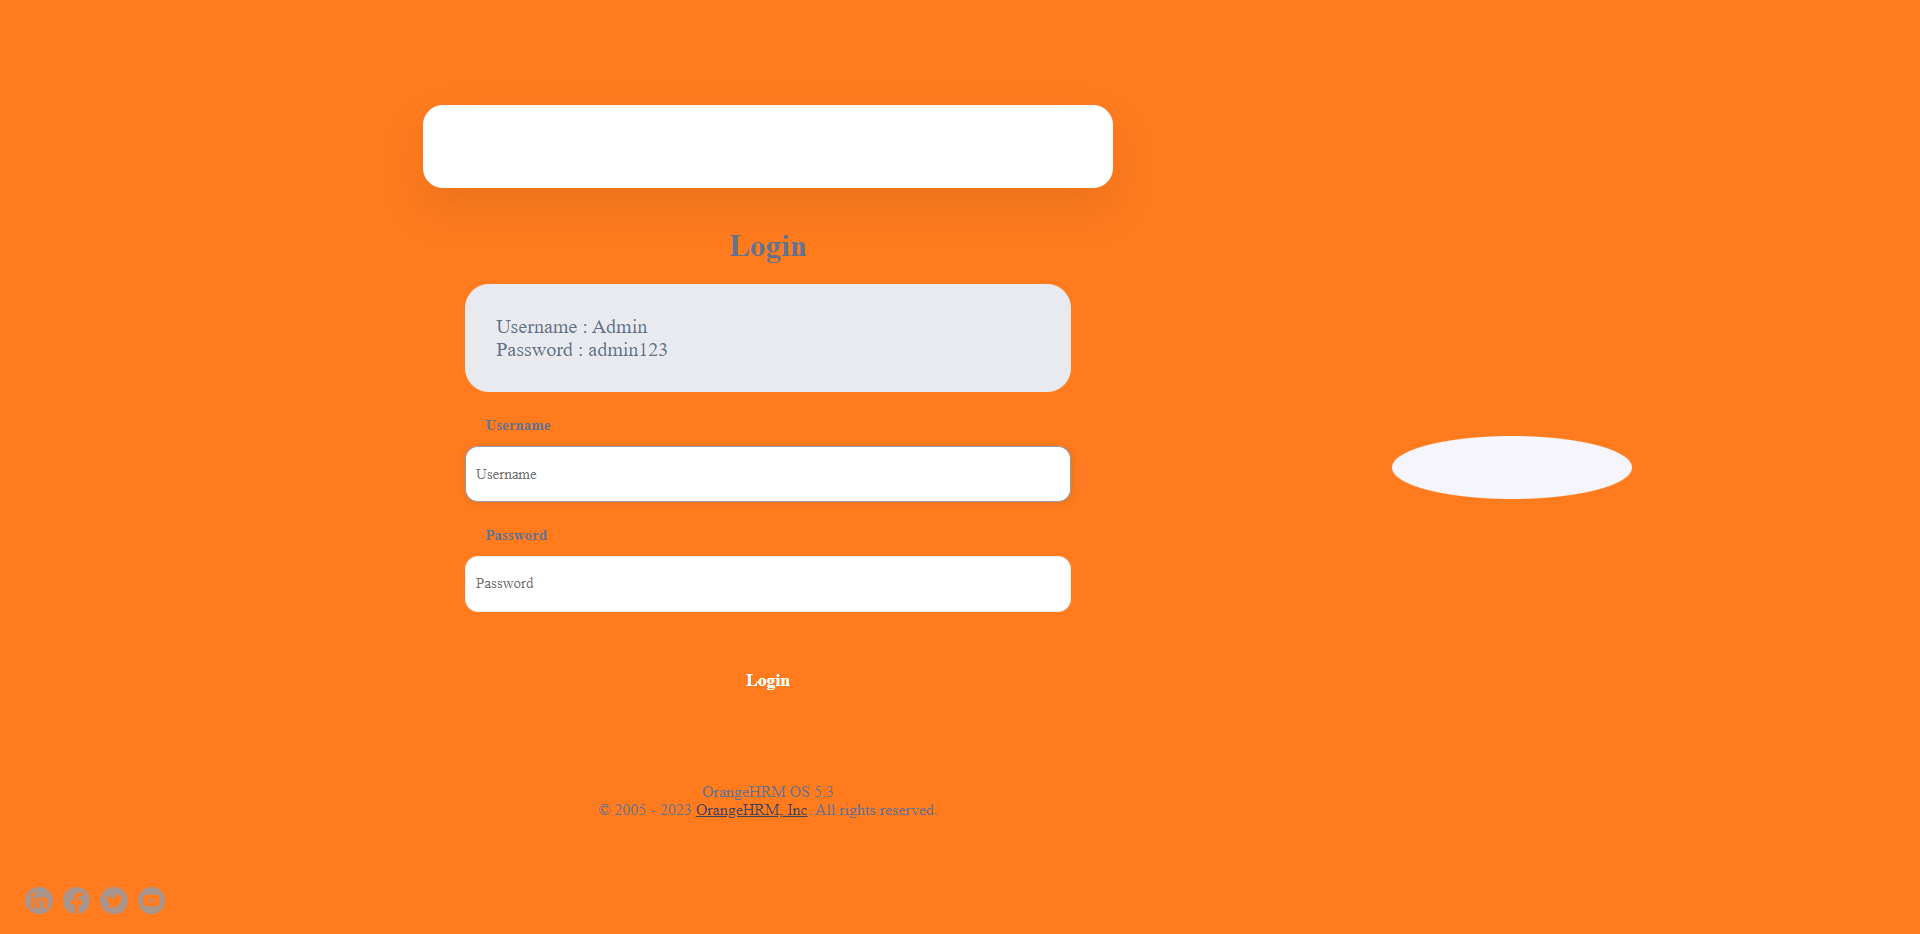 Login
Username : Admin
Password : admin123
Username
Username
Password
Password
Login
OrangeHRM OS 5.3
© 2005 - 2023 OrangeHRM, Inc. All rights reserved.